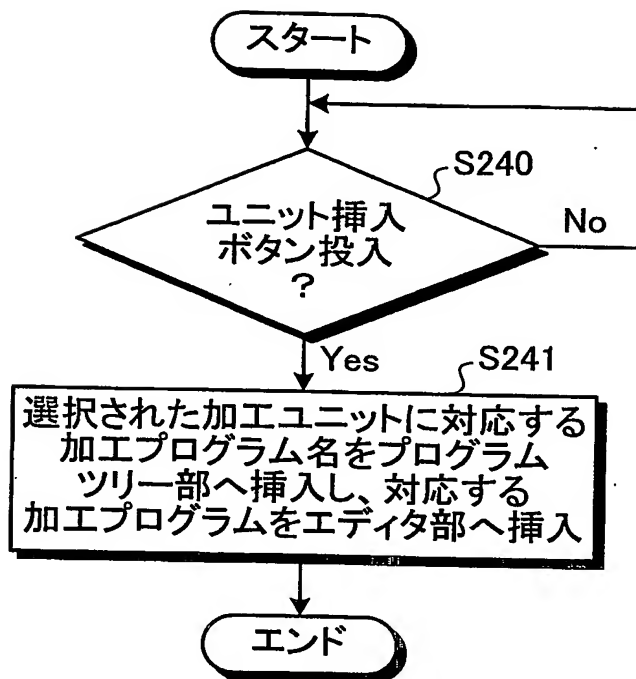 スタート
S240
ユニット挿入
ボタン投入
?
No
Yes
S241
選択された加工ユニットに対応する
加工プログラム名をプログラム
ツリー部へ挿入し、対応する
加工プログラムをエディタ部へ挿入
エンド